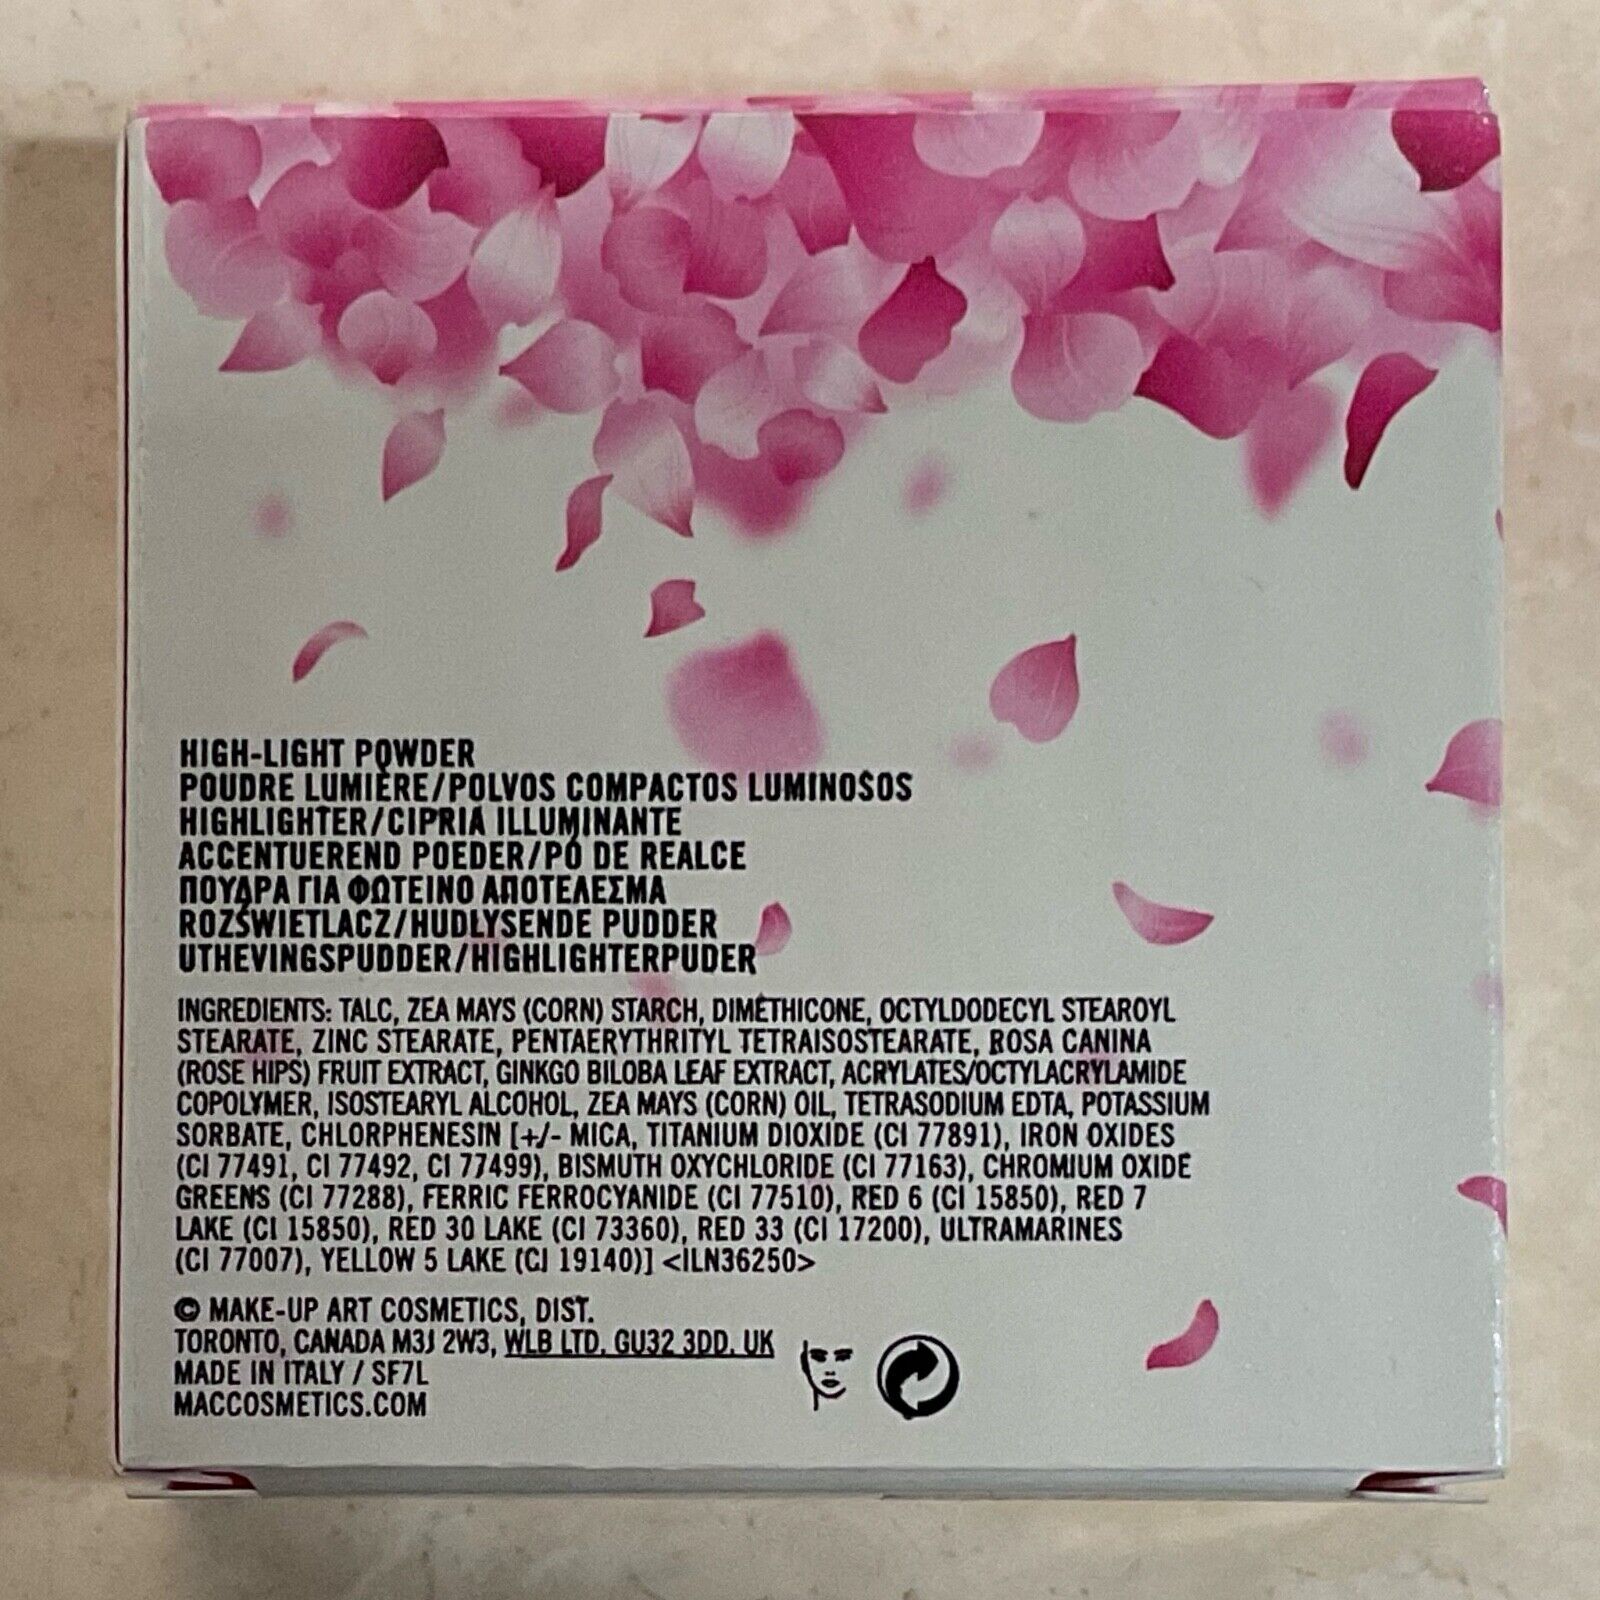 HIGH-LIGHT POWDER
POUDRE LUMIÈRE/POLVOS COMPACTOS LUMINOSOS
HIGHLIGHTER/CIPRIA ILLUMINANTE
ACCENTUEREND POEDER/PÓ DE REALCE
ΠΟΥΔΡΑ ΓΙΑ ΦΩΤΕΙΝΟ ΑΠΟΤΕΛΕΣΜΑ
ROZŚWIETLACZ/HUDLYSENDE PUDDER
UTHEVINGSPUDDER/HIGHLIGHTERPUDER
INGREDIENTS: TALC, ZEA MAYS (CORN) STARCH, DIMETHICONE, OCTYLDODECYL STEAROYL
STEARATE, ZINC STEARATE, PENTAERYTHRITYL TETRAISOSTEARATE, ROSA CANINA
(ROSE HIPS) FRUIT EXTRACT, GINKGO BILOBA LEAF EXTRACT, ACRYLATES/OCTYLACRYLAMIDE
COPOLYMER, ISOSTEARYL ALCOHOL, ZEA MAYS (CORN) OIL, TETRASODIUM EDTA, POTASSIUM
SORBATE, CHLORPHENESIN [+/- MICA, TITANIUM DIOXIDE (CI 77891), IRON OXIDES
(CI 77491, CI 77492, CI 77499), BISMUTH OXYCHLORIDE (CI 77163), CHROMIUM OXIDE
GREENS (CI 77288), FERRIC FERROCYANIDE (CI 77510), RED 6 (CI 15850), RED 7
LAKE (CI 15850), RED 30 LAKE (CI 73360), RED 33 (CI 17200), ULTRAMARINES
(CI 77007), YELLOW 5 LAKE (CI 19140)] <ILN36250>
© MAKE-UP ART COSMETICS, DIST.
TORONTO, CANADA M3J 2W3, WLB LTD. GU32 3DD. UK
MADE IN ITALY / SF7L
MACCOSMETICS.COM